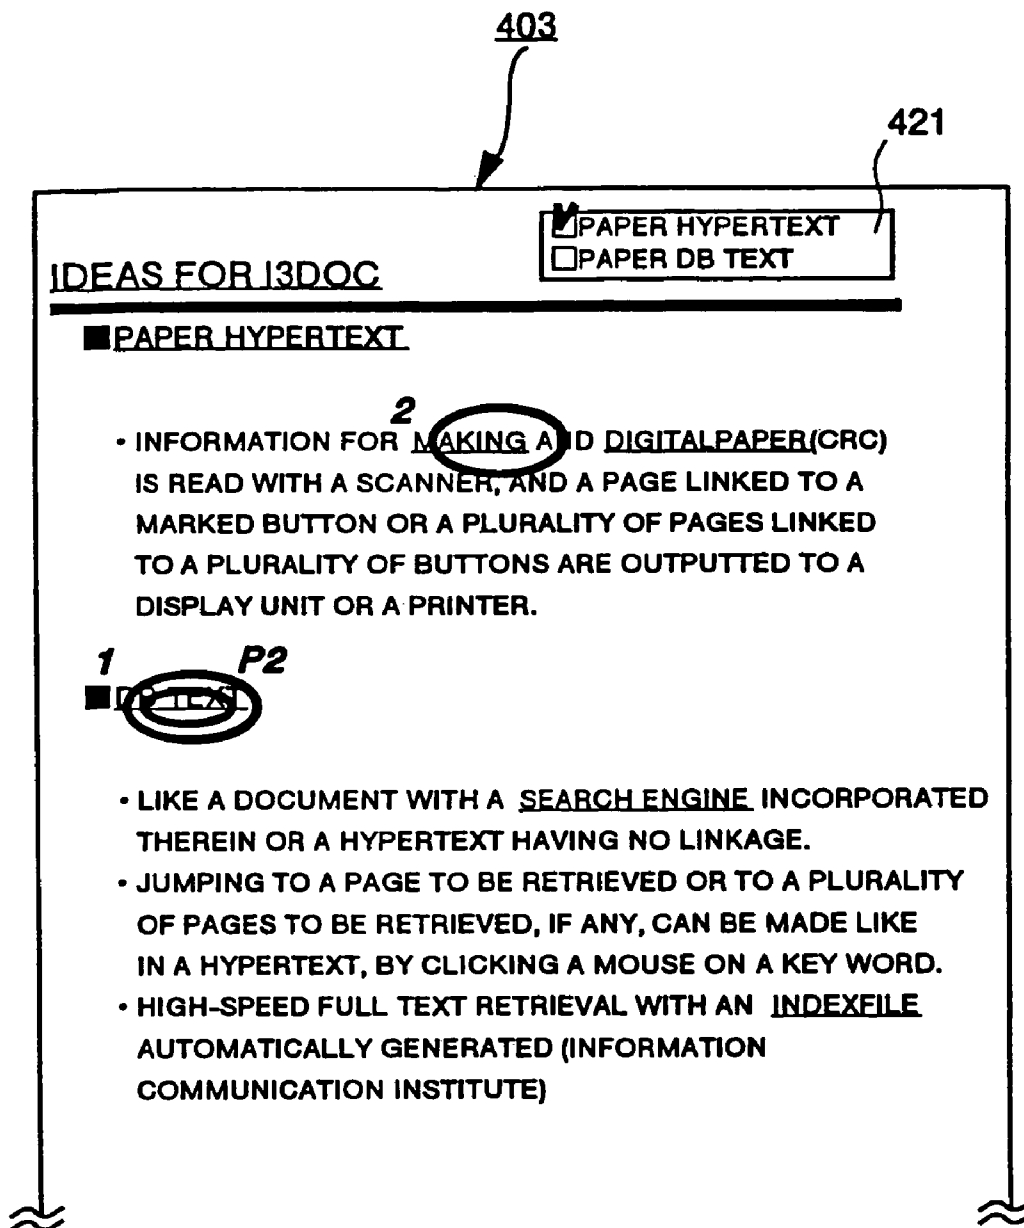 403
421
PAPER HYPERTEXT
PAPER DB TEXT
IDEAS FOR I3DOC
PAPER HYPERTEXT
2
• INFORMATION FOR MAKING AND DIGITALPAPER(CRC)
IS READ WITH A SCANNER, AND A PAGE LINKED TO A
MARKED BUTTON OR A PLURALITY OF PAGES LINKED
TO A PLURALITY OF BUTTONS ARE OUTPUTTED TO A
DISPLAY UNIT OR A PRINTER.
1 P2
DB TEXT
• LIKE A DOCUMENT WITH A SEARCH ENGINE INCORPORATED
THEREIN OR A HYPERTEXT HAVING NO LINKAGE.
• JUMPING TO A PAGE TO BE RETRIEVED OR TO A PLURALITY
OF PAGES TO BE RETRIEVED, IF ANY, CAN BE MADE LIKE
IN A HYPERTEXT, BY CLICKING A MOUSE ON A KEY WORD.
• HIGH-SPEED FULL TEXT RETRIEVAL WITH AN INDEXFILE
AUTOMATICALLY GENERATED (INFORMATION
COMMUNICATION INSTITUTE)